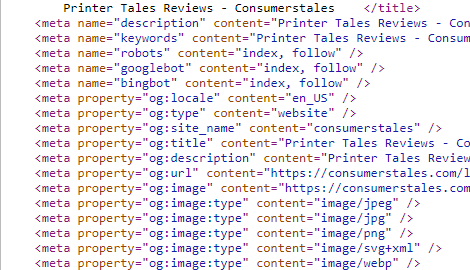 Printer Tales Reviews - Consumerstales </title>
<meta name="description" content="Printer Tales Reviews - Co
<meta name="keywords" content="Printer Tales Reviews - Consu
<meta name="robots" content="index, follow" />
<meta name="googlebot" content="index, follow" />
<meta name="bingbot" content="index, follow" />
<meta property="og:locale" content="en_US" />
<meta property="og:type" content="website" />
<meta property="og:site_name" content="consumerstales" />
<meta property="og:title" content="Printer Tales Reviews - Co
<meta property="og:description" content="Printer Tales Review
<meta property="og:url" content="https://consumerstales.com/l
<meta property="og:image" content="https://consumerstales.com
<meta property="og:image:type" content="image/jpeg" />
<meta property="og:image:type" content="image/jpg" />
<meta property="og:image:type" content="image/png" />
<meta property="og:image:type" content="image/svg+xml" />
<meta property="og:image:type" content="image/webp" />